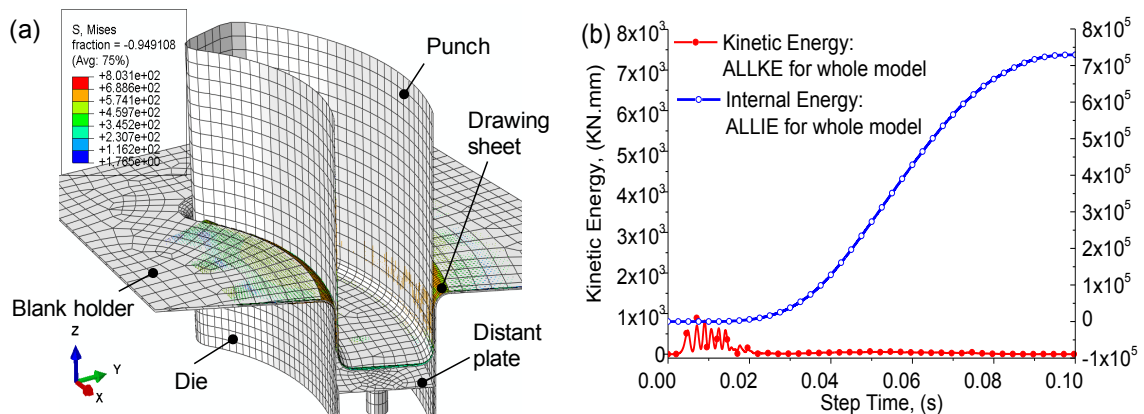 (a)
S, Mises
fraction = -0.949108
(Avg: 75%)
+8.031e+02
+6.886e+02
+5.741e+02
+4.597e+02
+3.452e+02
+2.307e+02
+1.162e+02
+1.765e+00
Punch
Drawing
sheet
Blank holder
Die
Distant
plate
Z
Y
X
(b)
Kinetic Energy, (KN.mm)
8x10³
7x10³
6x10³
5x10³
4x10³
3x10³
2x10³
1x10³
0
Kinetic Energy:
ALLKE for whole model
Internal Energy:
ALLIE for whole model
8x10⁵
7x10⁵
6x10⁵
5x10⁵
4x10⁵
3x10⁵
2x10⁵
1x10⁵
0
-1x10⁵
0.00 0.02 0.04 0.06 0.08 0.10
Step Time, (s)